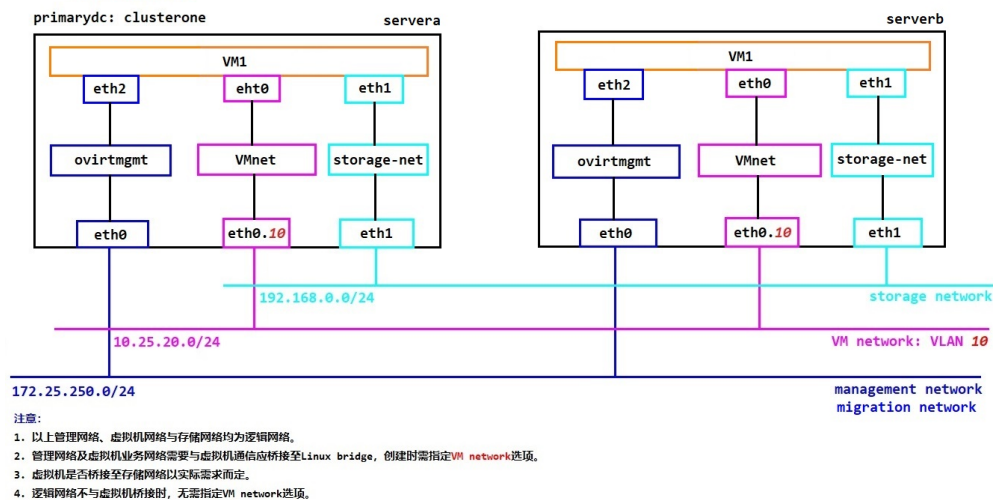 primarydc: clusterone
servera
serverb
VM1
VM1
eth2
eht0
eth1
eth2
eth0
eth1
ovirtmgmt
VMnet
storage-net
ovirtmgmt
VMnet
storage-net
eth0
eth0.10
eth1
eth0
eth0.10
eth1
192.168.0.0/24
storage network
10.25.20.0/24
VM network: VLAN 10
172.25.250.0/24
management network
migration network
注意:
1. 以上管理网络、虚拟机网络与存储网络均为逻辑网络。
2. 管理网络及虚拟机业务网络需要与虚拟机通信应桥接至Linux bridge, 创建时需指定VM network选项。
3. 虚拟机是否桥接至存储网络以实际需求而定。
4. 逻辑网络不与虚拟机桥接时, 无需指定VM network选项。